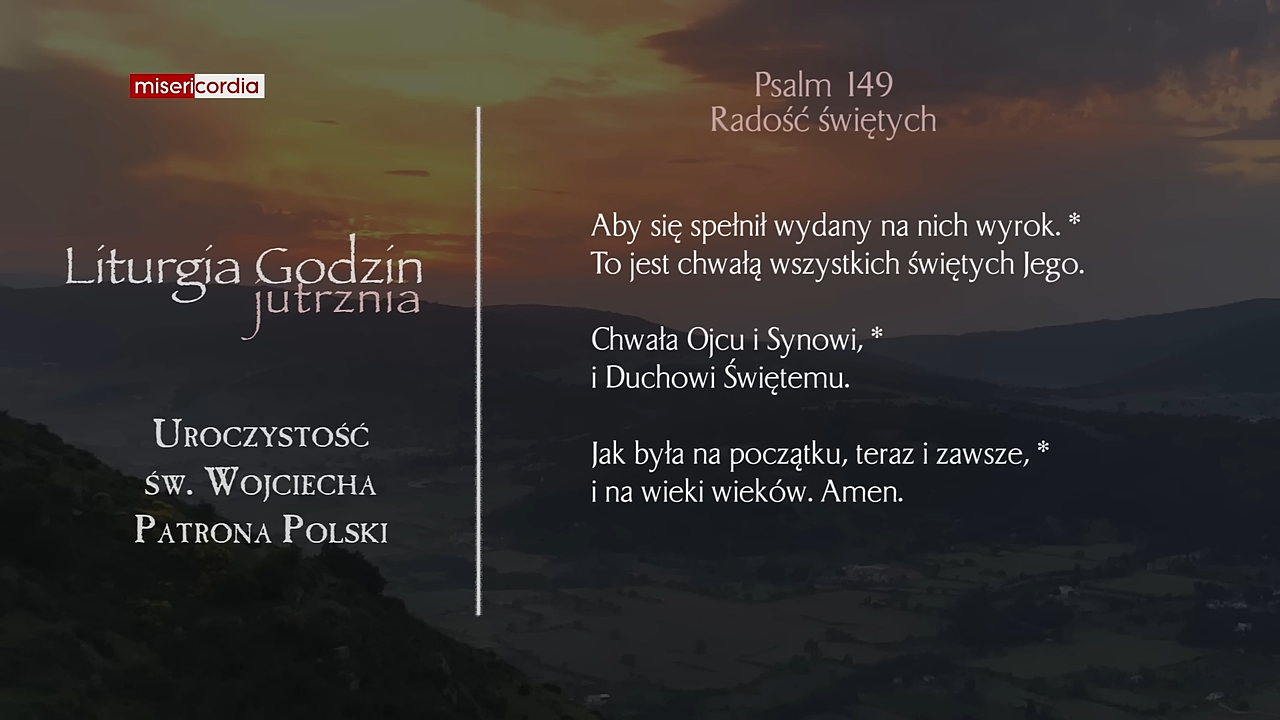 misericordia
Liturgia Godzin
jutrznia
Uroczystość
św. Wojciecha
Patrona Polski
Psalm 149
Radość świętych
Aby się spełnił wydany na nich wyrok. *
To jest chwałą wszystkich świętych Jego.
Chwała Ojcu i Synowi, *
i Duchowi Świętemu.
Jak była na początku, teraz i zawsze, *
i na wieki wieków. Amen.